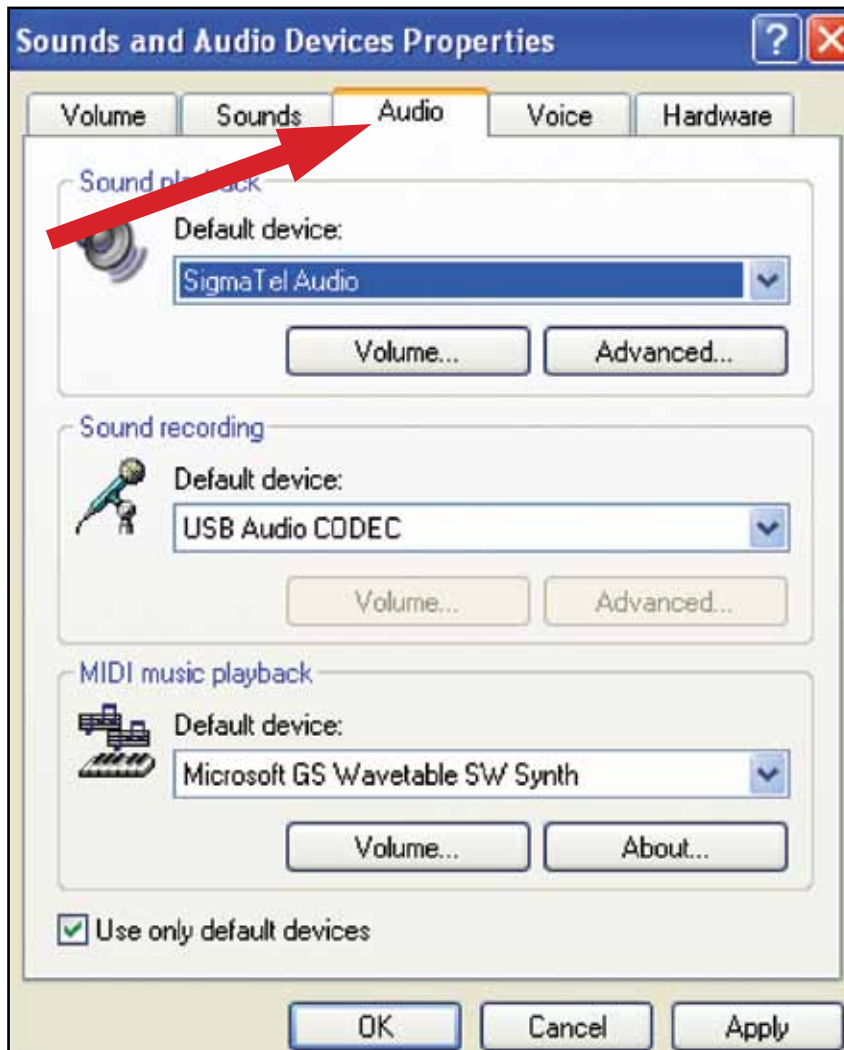 Sounds and Audio Devices Properties
Volume Sounds Audio Voice Hardware
Sound playback
Default device:
SigmaTel Audio
Volume... Advanced...
Sound recording
Default device:
USB Audio CODEC
Volume... Advanced...
MIDI music playback
Default device:
Microsoft GS Wavetable SW Synth
Volume... About...
Use only default devices
OK Cancel Apply